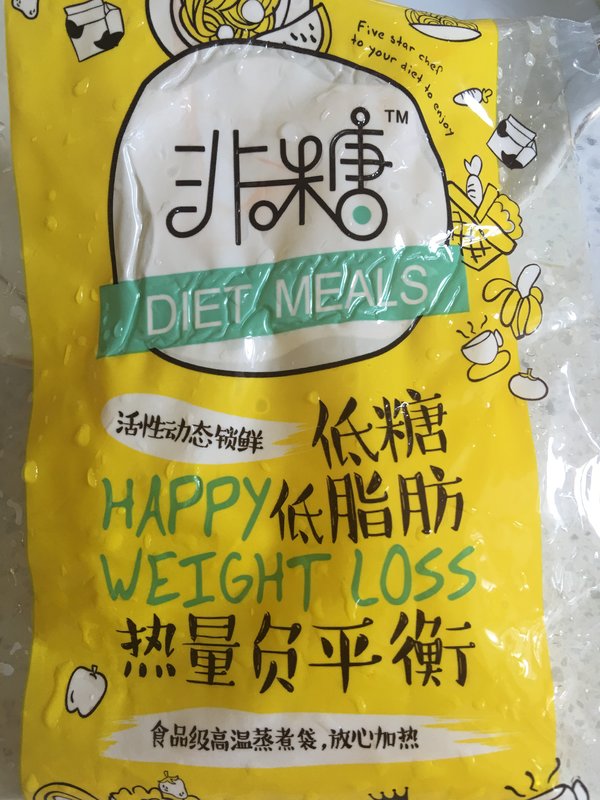 Five star chef
to your diet to enjoy
非糖™
DIET MEALS
活性动态锁鲜
低糖
HAPPY低脂肪
WEIGHT LOSS
热量负平衡
食品级高温蒸煮袋,放心加热